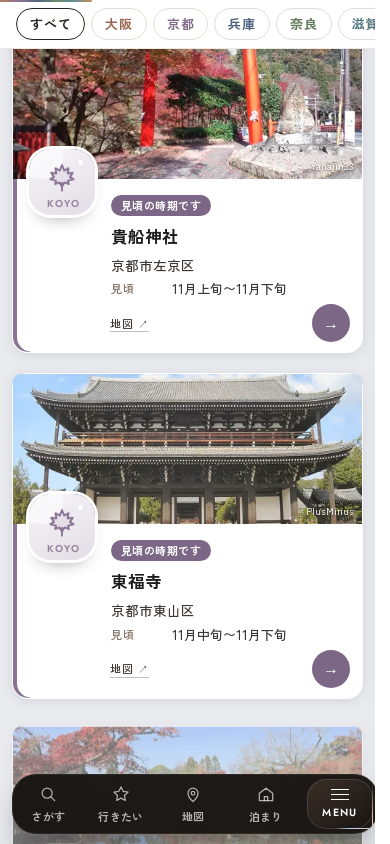 すべて
大阪
京都
兵庫
奈良
滋賀
Yanajin33
KOYO
見頃の時期です
貴船神社
京都市左京区
見頃 11月上旬〜11月下旬
地図 ↗
→
© PlusMinus
KOYO
見頃の時期です
東福寺
京都市東山区
見頃 11月中旬〜11月下旬
地図 ↗
→
さがす
行きたい
地図
泊まり
MENU